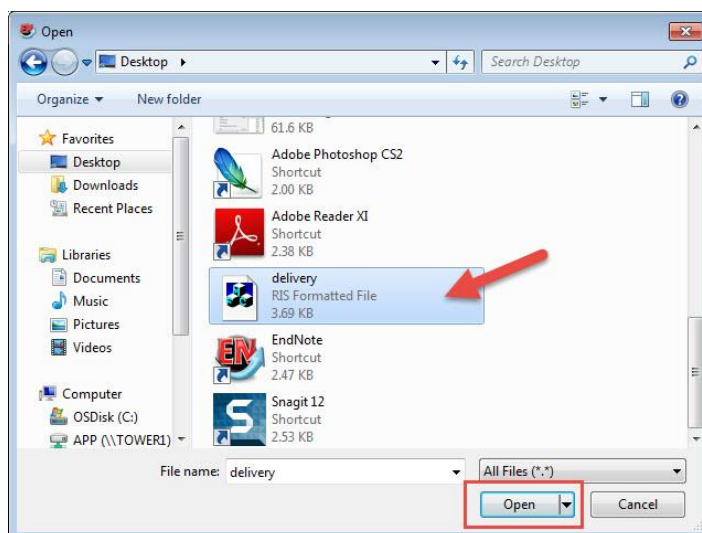 Open
Desktop
Search Desktop
Organize
New folder
Favorites
Desktop
Downloads
Recent Places
Libraries
Documents
Music
Pictures
Videos
Computer
OSDisk (C:)
APP (\\TOWER1)
61.6 KB
Adobe Photoshop CS2
Shortcut
2.00 KB
Adobe Reader XI
Shortcut
2.38 KB
delivery
RIS Formatted File
3.69 KB
EndNote
Shortcut
2.47 KB
Snagit 12
Shortcut
2.53 KB
File name: delivery
All Files (*.*)
Open
Cancel